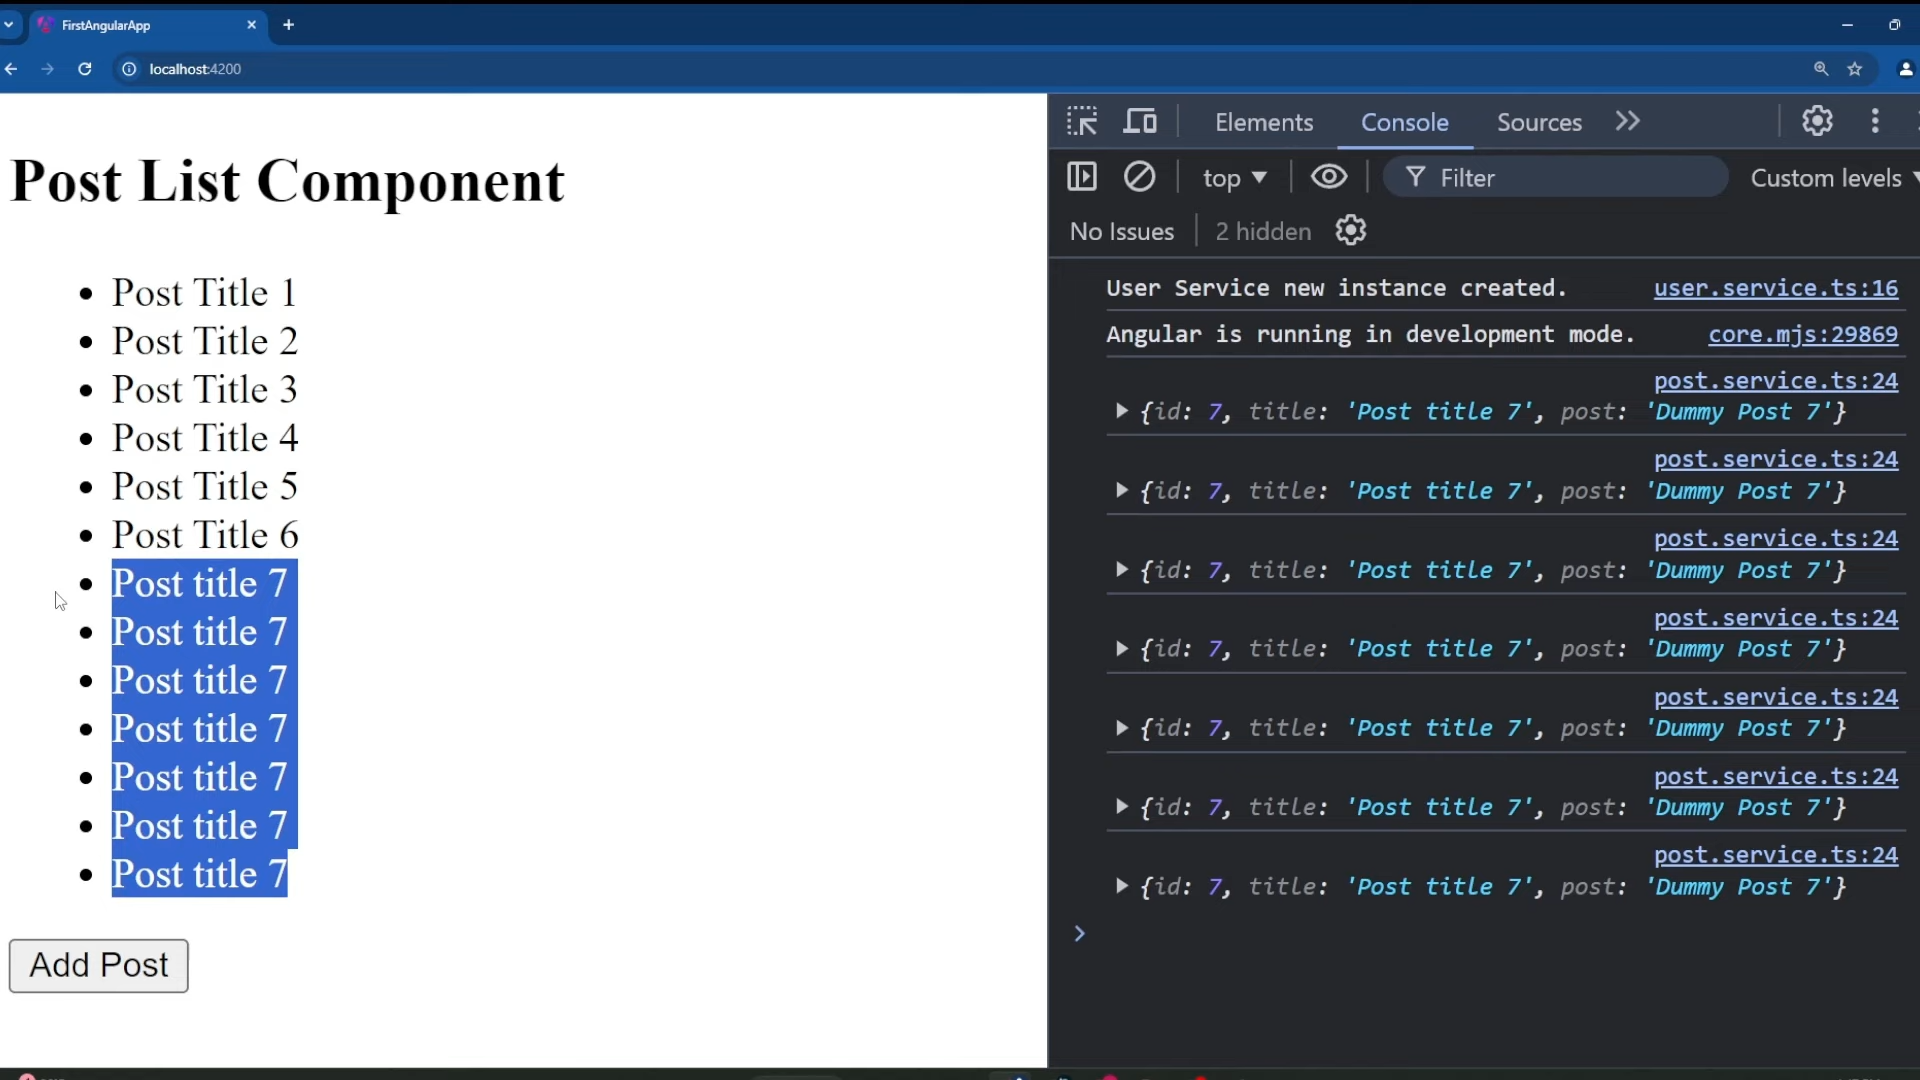 FirstAngularApp
localhost:4200
Post List Component
Post Title 1
Post Title 2
Post Title 3
Post Title 4
Post Title 5
Post Title 6
Post title 7
Post title 7
Post title 7
Post title 7
Post title 7
Post title 7
Post title 7
Add Post
Elements Console Sources
top Filter Custom levels
No Issues 2 hidden
User Service new instance created. user.service.ts:16
Angular is running in development mode. core.mjs:29869
post.service.ts:24
{id: 7, title: 'Post title 7', post: 'Dummy Post 7'}
post.service.ts:24
{id: 7, title: 'Post title 7', post: 'Dummy Post 7'}
post.service.ts:24
{id: 7, title: 'Post title 7', post: 'Dummy Post 7'}
post.service.ts:24
{id: 7, title: 'Post title 7', post: 'Dummy Post 7'}
post.service.ts:24
{id: 7, title: 'Post title 7', post: 'Dummy Post 7'}
post.service.ts:24
{id: 7, title: 'Post title 7', post: 'Dummy Post 7'}
post.service.ts:24
{id: 7, title: 'Post title 7', post: 'Dummy Post 7'}